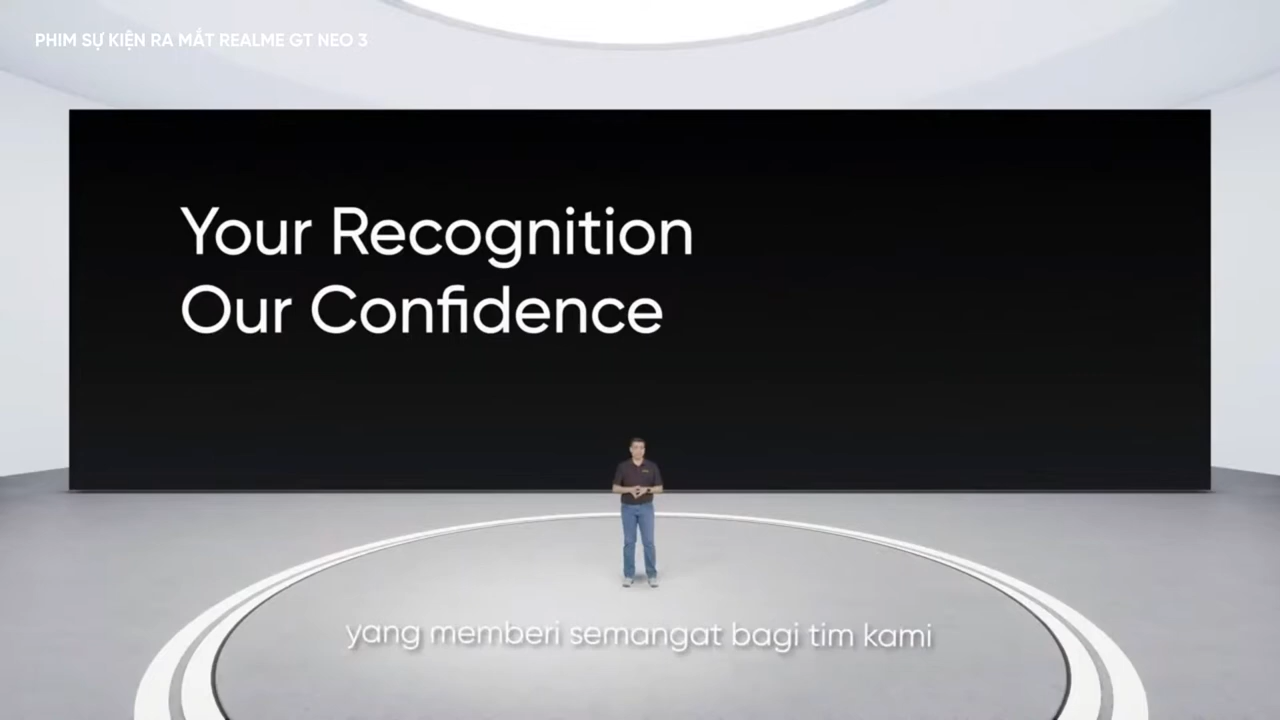 PHIM SỰ KIỆN RA MẮT REALME GT NEO 3
Your Recognition
Our Confidence
yang memberi semangat bagi tim kami